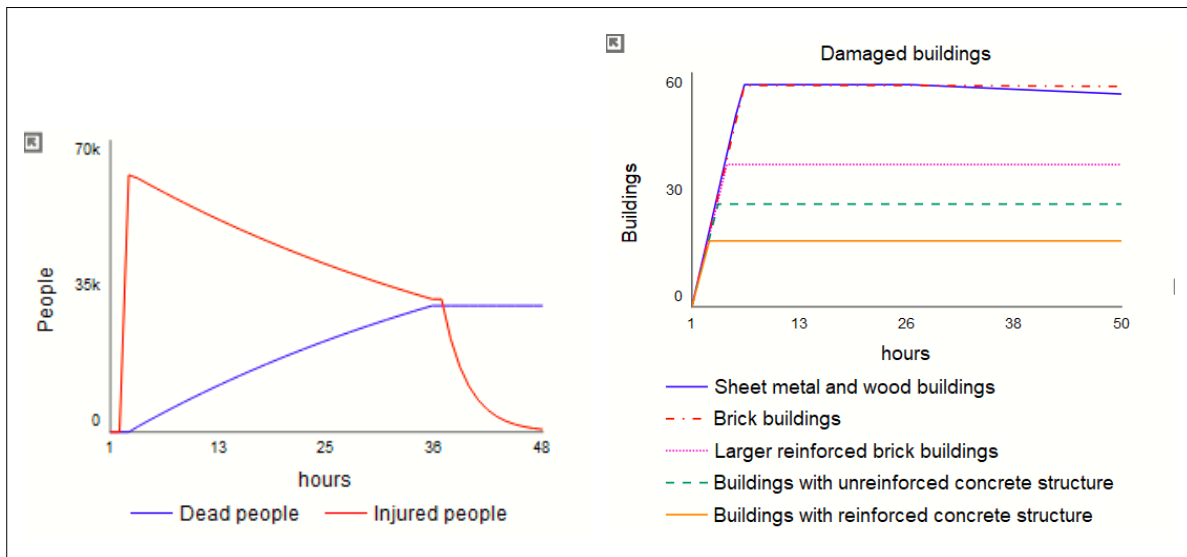 70k
35k
0
People
1 13 25 36 48
hours
Dead people Injured people
Damaged buildings
60
30
0
Buildings
1 13 26 38 50
hours
Sheet metal and wood buildings
Brick buildings
Larger reinforced brick buildings
Buildings with unreinforced concrete structure
Buildings with reinforced concrete structure